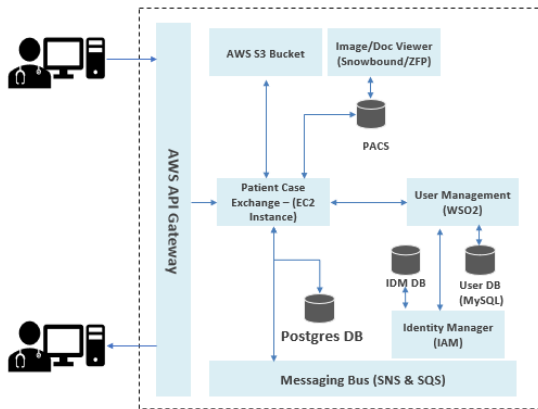 AWS S3 Bucket
Image/Doc Viewer
(Snowbound/ZFP)
PACS
AWS API Gateway
Patient Case
Exchange – (EC2
Instance)
User Management
(WSO2)
IDM DB
User DB
(MySQL)
Postgres DB
Identity Manager
(IAM)
Messaging Bus (SNS & SQS)